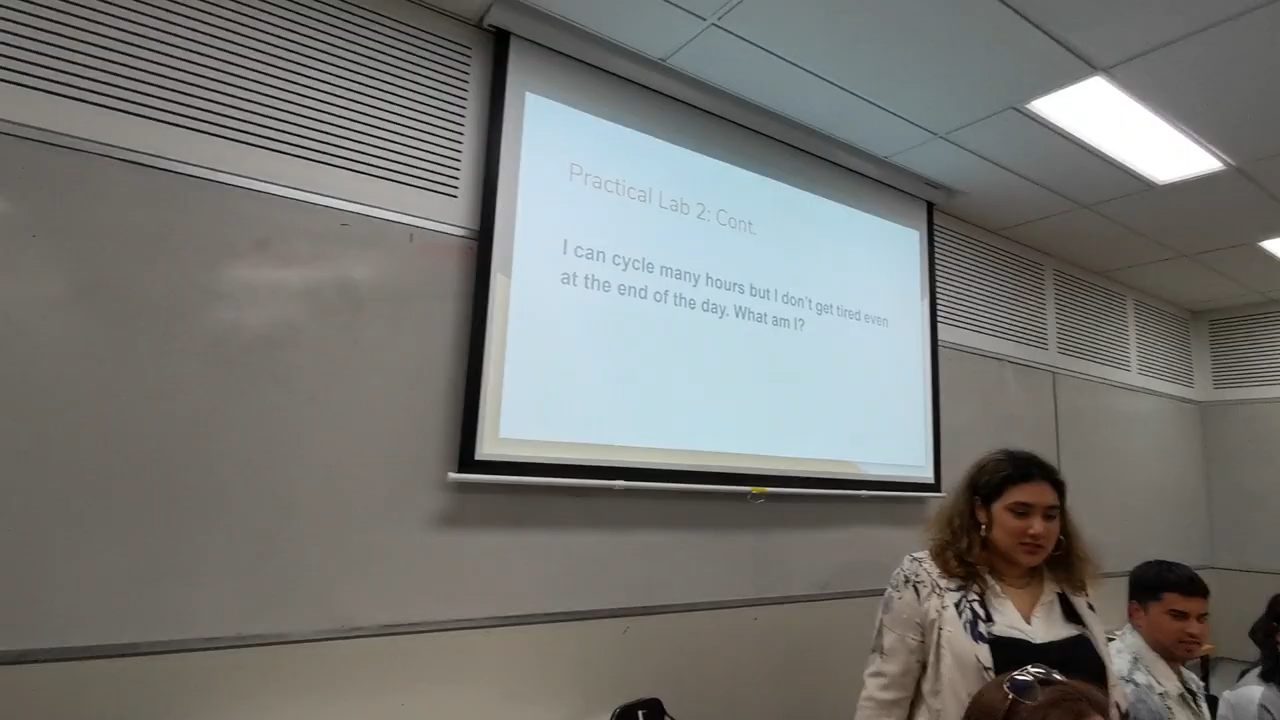 Practical Lab 2: Cont.
I can cycle many hours but I don't get tired even
at the end of the day. What am I?